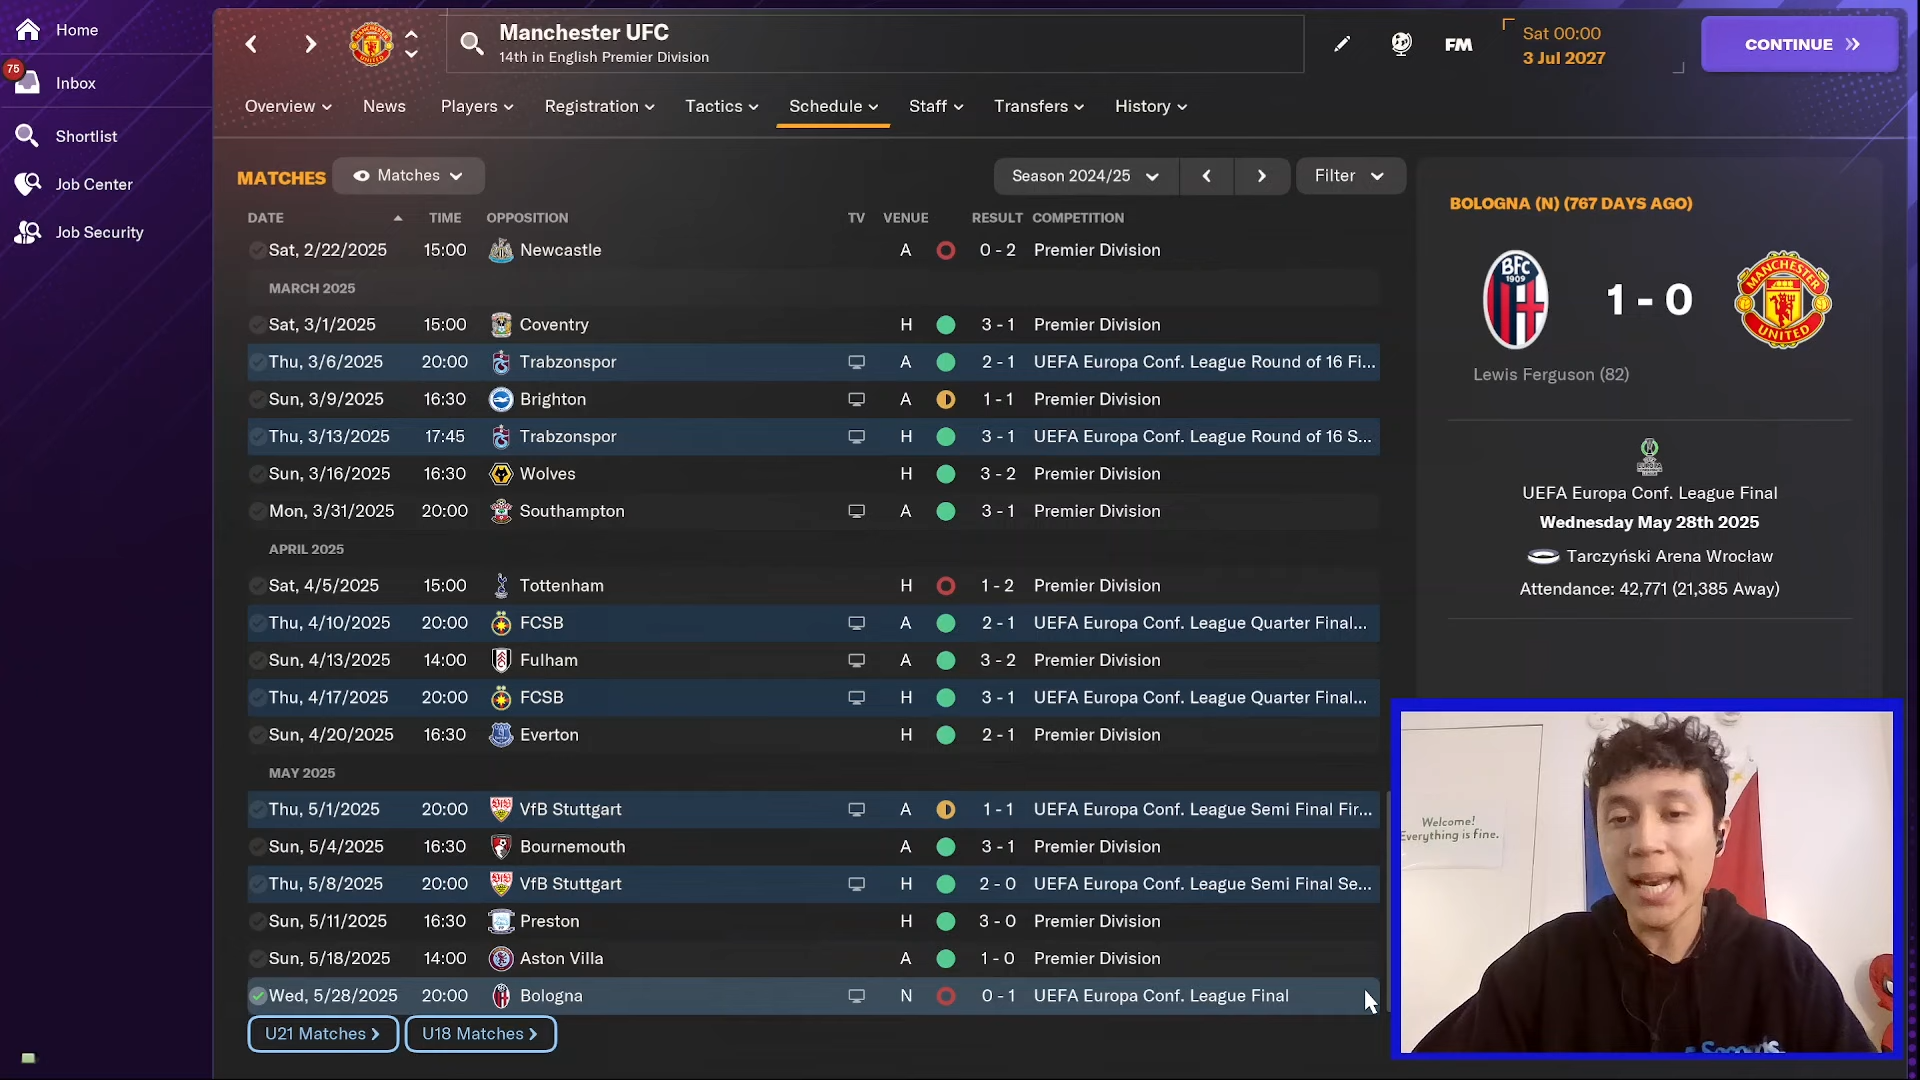 Home
75
Inbox
Shortlist
Job Center
Job Security
Manchester UFC
14th in English Premier Division
FM
Sat 00:00
3 Jul 2027
CONTINUE
Overview News Players Registration Tactics Schedule Staff Transfers History
MATCHES Matches Season 2024/25 Filter
DATE TIME OPPOSITION TV VENUE RESULT COMPETITION
Sat, 2/22/2025 15:00 Newcastle A 0 - 2 Premier Division
MARCH 2025
Sat, 3/1/2025 15:00 Coventry H 3 - 1 Premier Division
Thu, 3/6/2025 20:00 Trabzonspor A 2 - 1 UEFA Europa Conf. League Round of 16 Fi...
Sun, 3/9/2025 16:30 Brighton A 1 - 1 Premier Division
Thu, 3/13/2025 17:45 Trabzonspor H 3 - 1 UEFA Europa Conf. League Round of 16 S...
Sun, 3/16/2025 16:30 Wolves H 3 - 2 Premier Division
Mon, 3/31/2025 20:00 Southampton A 3 - 1 Premier Division
APRIL 2025
Sat, 4/5/2025 15:00 Tottenham H 1 - 2 Premier Division
Thu, 4/10/2025 20:00 FCSB A 2 - 1 UEFA Europa Conf. League Quarter Final...
Sun, 4/13/2025 14:00 Fulham A 3 - 2 Premier Division
Thu, 4/17/2025 20:00 FCSB H 3 - 1 UEFA Europa Conf. League Quarter Final...
Sun, 4/20/2025 16:30 Everton H 2 - 1 Premier Division
MAY 2025
Thu, 5/1/2025 20:00 VfB Stuttgart A 1 - 1 UEFA Europa Conf. League Semi Final Fir...
Sun, 5/4/2025 16:30 Bournemouth A 3 - 1 Premier Division
Thu, 5/8/2025 20:00 VfB Stuttgart H 2 - 0 UEFA Europa Conf. League Semi Final Se...
Sun, 5/11/2025 16:30 Preston H 3 - 0 Premier Division
Sun, 5/18/2025 14:00 Aston Villa A 1 - 0 Premier Division
Wed, 5/28/2025 20:00 Bologna N 0 - 1 UEFA Europa Conf. League Final
U21 Matches U18 Matches
BOLOGNA (N) (767 DAYS AGO)
BFC
1909
1 - 0
MANCHESTER
UNITED
Lewis Ferguson (82)
UEFA Europa Conf. League Final
Wednesday May 28th 2025
Tarczyński Arena Wrocław
Attendance: 42,771 (21,385 Away)
Welcome!
Everything is fine.